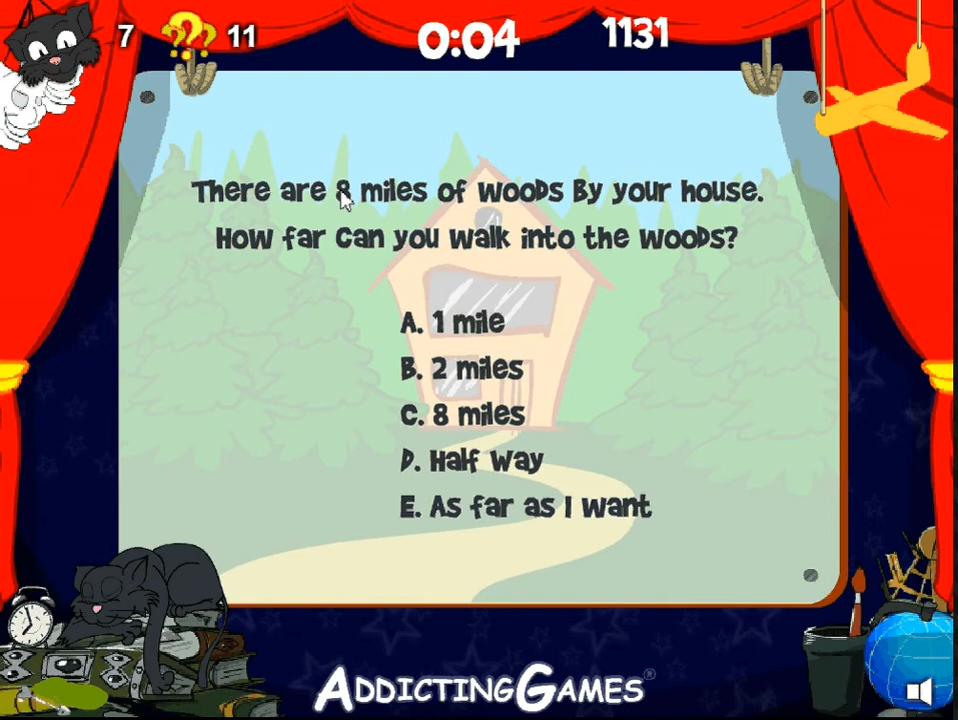 7 ??? 11 0:04 1131
There are 8 miles of woods By your house.
How far can you walk into the woods?
A. 1 mile
B. 2 miles
C. 8 miles
D. Half way
E. As far as I want
ADDICTINGGAMES®